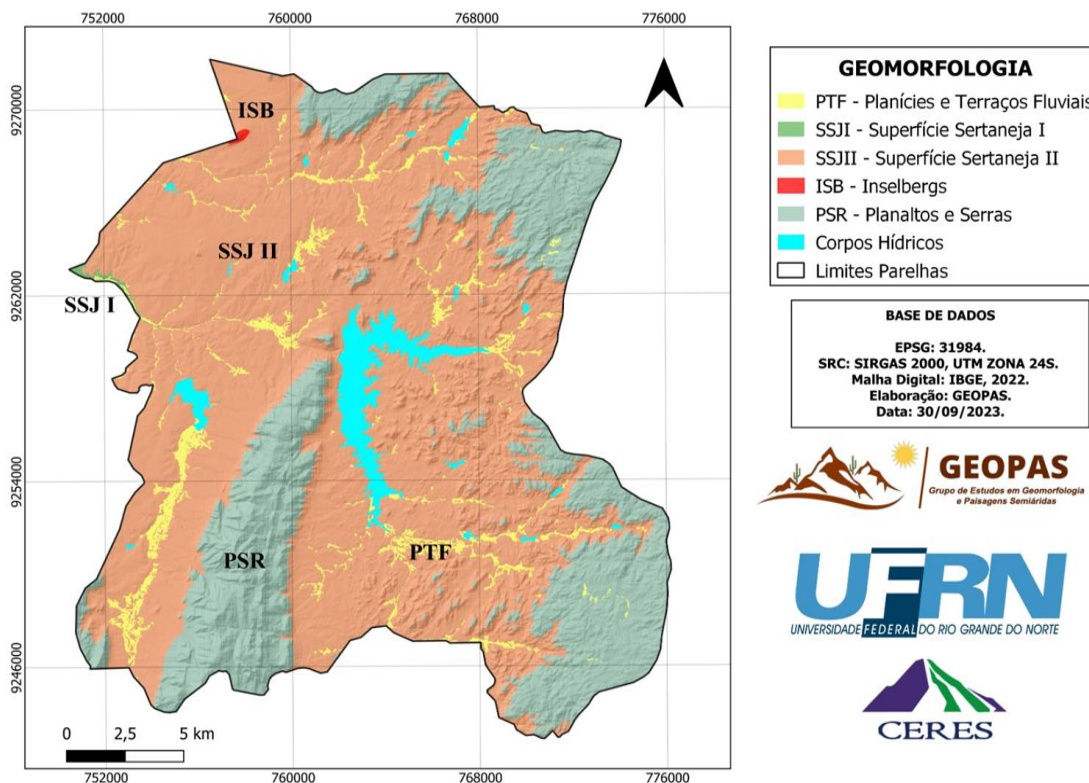 752000
760000
768000
776000
9270000
9262000
9254000
9246000
ISB
SSJ II
SSJ I
PSR
PTF
0
2,5
5 km
752000
760000
768000
776000
9270000
9262000
9254000
9246000
GEOMORFOLOGIA
PTF - Planícies e Terraços Fluviais
SSJI - Superfície Sertaneja I
SSJII - Superfície Sertaneja II
ISB - Inselbergs
PSR - Planaltos e Serras
Corpos Hídricos
Limites Parelhas
BASE DE DADOS
EPSG: 31984.
SRC: SIRGAS 2000, UTM ZONA 24S.
Malha Digital: IBGE, 2022.
Elaboração: GEOPAS.
Data: 30/09/2023.
GEOPAS
Grupo de Estudos em Geomorfologia
e Paisagens Semiáridas
UFRN
UNIVERSIDADE FEDERAL DO RIO GRANDE DO NORTE
CERES